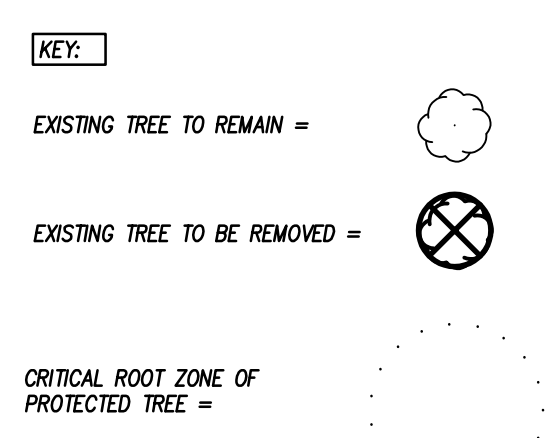 KEY:
EXISTING TREE TO REMAIN =
EXISTING TREE TO BE REMOVED =
CRITICAL ROOT ZONE OF
PROTECTED TREE =